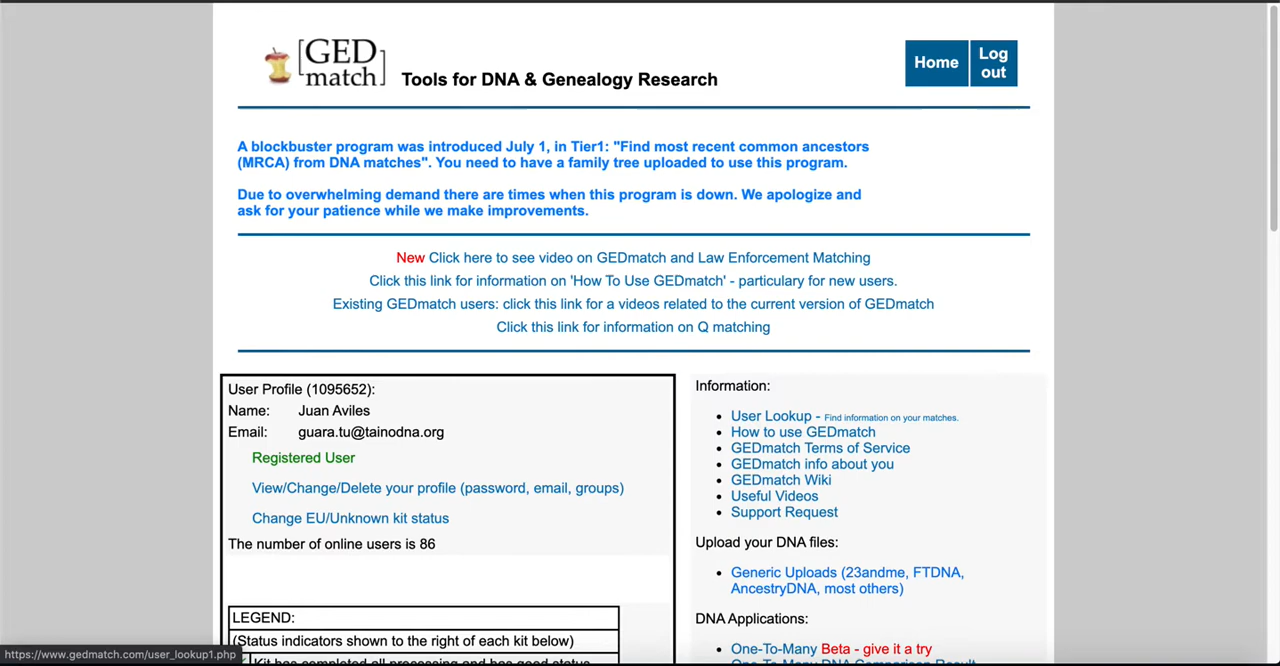 [GED match]
Tools for DNA & Genealogy Research
Home
Log out
A blockbuster program was introduced July 1, in Tier1: "Find most recent common ancestors
(MRCA) from DNA matches". You need to have a family tree uploaded to use this program.
Due to overwhelming demand there are times when this program is down. We apologize and
ask for your patience while we make improvements.
New Click here to see video on GEDmatch and Law Enforcement Matching
Click this link for information on 'How To Use GEDmatch' - particulary for new users.
Existing GEDmatch users: click this link for a videos related to the current version of GEDmatch
Click this link for information on Q matching
User Profile (1095652):
Name: Juan Aviles
Email: guara.tu@tainodna.org
Registered User
View/Change/Delete your profile (password, email, groups)
Change EU/Unknown kit status
The number of online users is 86
LEGEND:
(Status indicators shown to the right of each kit below)
Kit has completed all processing and has good status
Information:
User Lookup - Find information on your matches.
How to use GEDmatch
GEDmatch Terms of Service
GEDmatch info about you
GEDmatch Wiki
Useful Videos
Support Request
Upload your DNA files:
Generic Uploads (23andme, FTDNA,
AncestryDNA, most others)
DNA Applications:
One-To-Many Beta - give it a try
One-To-Many DNA Comparison Result
https://www.gedmatch.com/user_lookup1.php